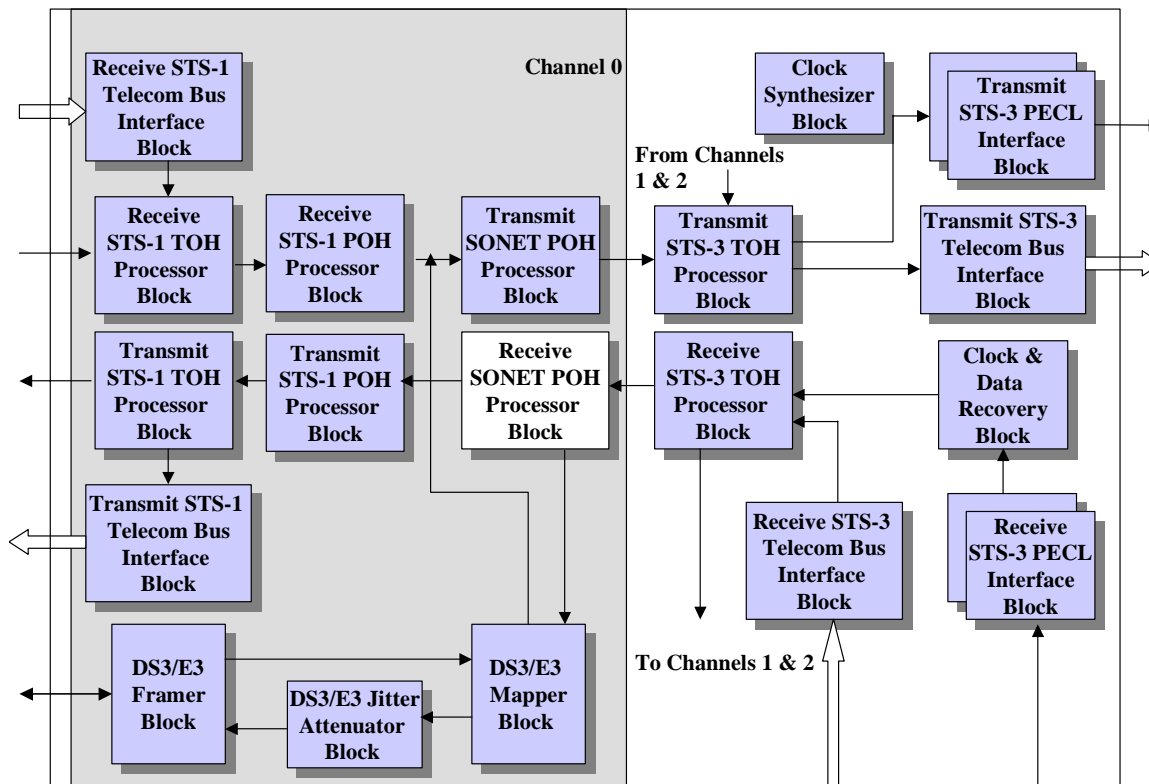 Receive STS-1
Telecom Bus
Interface
Block
Channel 0
Clock
Synthesizer
Block
Transmit
STS-3 PECL
Interface
Block
From Channels
1 & 2
Receive
STS-1 TOH
Processor
Block
Receive
STS-1 POH
Processor
Block
Transmit
SONET POH
Processor
Block
Transmit
STS-3 TOH
Processor
Block
Transmit STS-3
Telecom Bus
Interface
Block
Transmit
STS-1 TOH
Processor
Block
Transmit
STS-1 POH
Processor
Block
Receive
SONET POH
Processor
Block
Receive
STS-3 TOH
Processor
Block
Clock &
Data
Recovery
Block
Transmit STS-1
Telecom Bus
Interface
Block
Receive STS-3
Telecom Bus
Interface
Block
Receive
STS-3 PECL
Interface
Block
To Channels 1 & 2
DS3/E3
Framer
Block
DS3/E3 Jitter
Attenuator
Block
DS3/E3
Mapper
Block